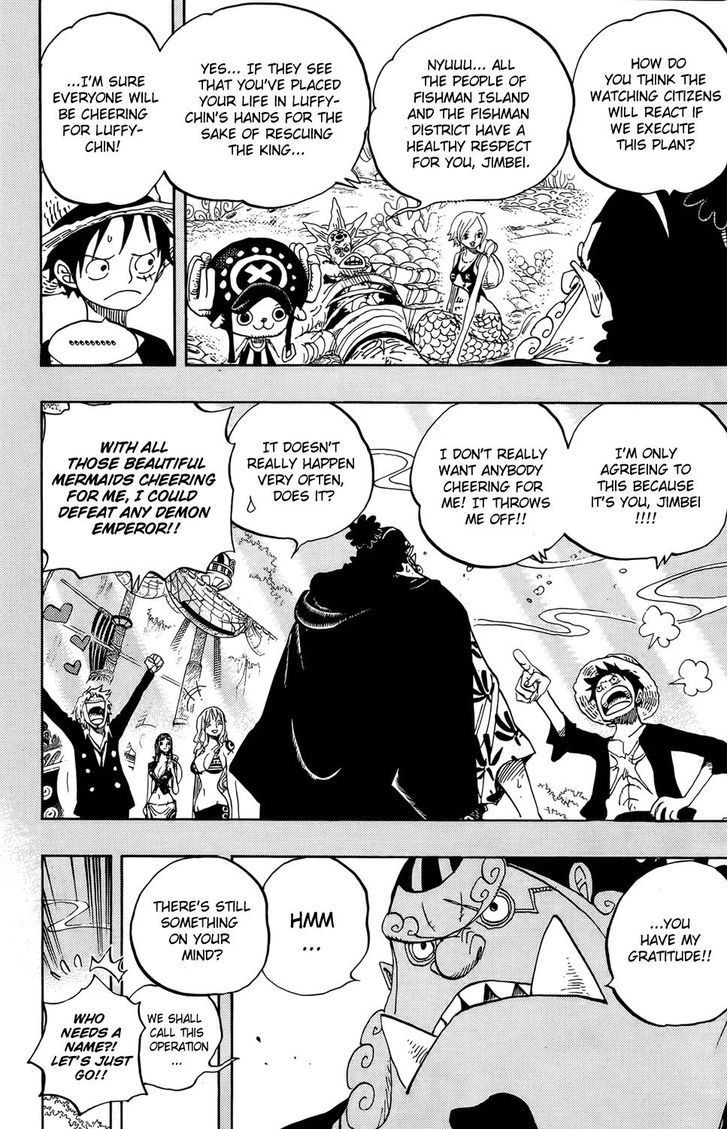 HOW DO
YOU THINK THE
WATCHING CITIZENS
WILL REACT IF
WE EXECUTE
THIS PLAN?
NYUUU... ALL
THE PEOPLE OF
FISHMAN ISLAND
AND THE FISHMAN
DISTRICT HAVE A
HEALTHY RESPECT
FOR YOU, JIMBEI.
YES... IF THEY SEE
THAT YOU'VE PLACED
YOUR LIFE IN LUFFY-
CHIN'S HANDS FOR THE
SAKE OF RESCUING
THE KING...
...I'M SURE
EVERYONE WILL
BE CHEERING
FOR LUFFY-
CHIN!
.........
I'M ONLY
AGREEING TO
THIS BECAUSE
IT'S YOU, JIMBEI
!!!!
I DON'T REALLY
WANT ANYBODY
CHEERING FOR
ME! IT THROWS
ME OFF!!
IT DOESN'T
REALLY HAPPEN
VERY OFTEN,
DOES IT?
WITH ALL
THOSE BEAUTIFUL
MERMAIDS CHEERING
FOR ME, I COULD
DEFEAT ANY DEMON
EMPEROR!!
...YOU
HAVE MY
GRATITUDE!!
HMM
...
THERE'S STILL
SOMETHING
ON YOUR
MIND?
WE SHALL
CALL THIS
OPERATION
...
WHO
NEEDS A
NAME?!
LET'S JUST
GO!!